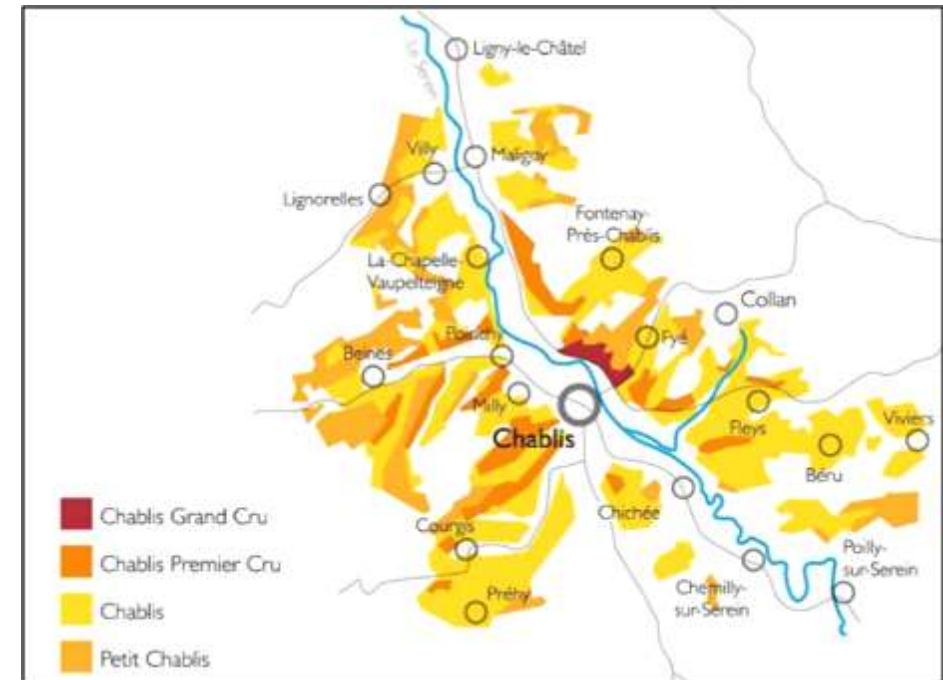 Le Serein
Ligny-le-Châtel
Villy
Maligny
Lignorelles
Fontenay-
Près-Chablis
La-Chapelle-
Vaupelteigne
Collan
Poinchy
Fyé
Beines
Milly
Chablis
Fleys
Viviers
Béru
Chichée
Courgis
Poilly-
sur-Serein
Chemilly-
sur-Serein
Préhy
Chablis Grand Cru
Chablis Premier Cru
Chablis
Petit Chablis